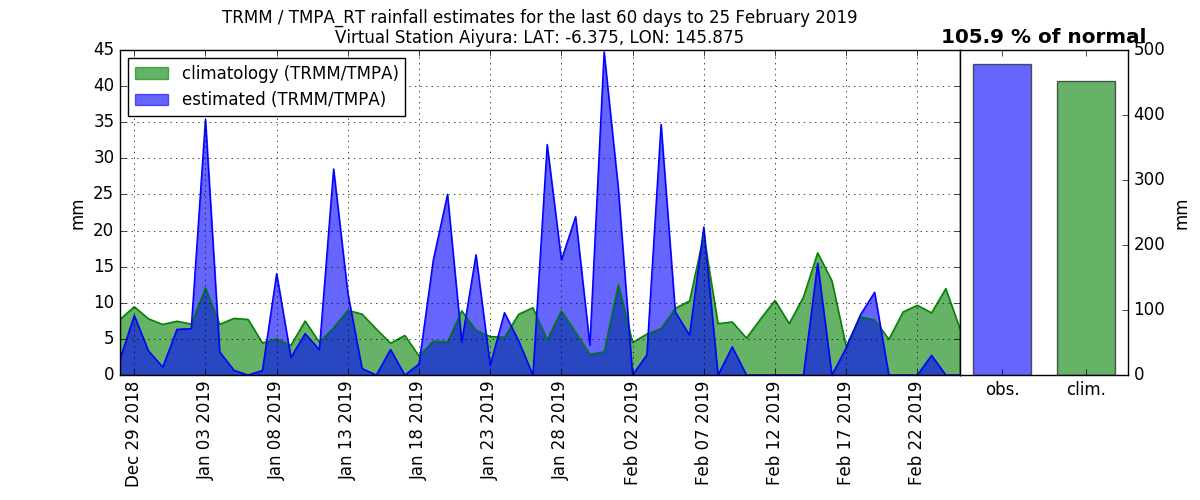 TRMM / TMPA_RT rainfall estimates for the last 60 days to 25 February 2019
Virtual Station Aiyura: LAT: -6.375, LON: 145.875
105.9 % of normal
climatology (TRMM/TMPA)
estimated (TRMM/TMPA)
45
40
35
30
25
20
15
10
5
0
mm
Dec 29 2018
Jan 03 2019
Jan 08 2019
Jan 13 2019
Jan 18 2019
Jan 23 2019
Jan 28 2019
Feb 02 2019
Feb 07 2019
Feb 12 2019
Feb 17 2019
Feb 22 2019
obs.
clim.
500
400
300
200
100
0
mm